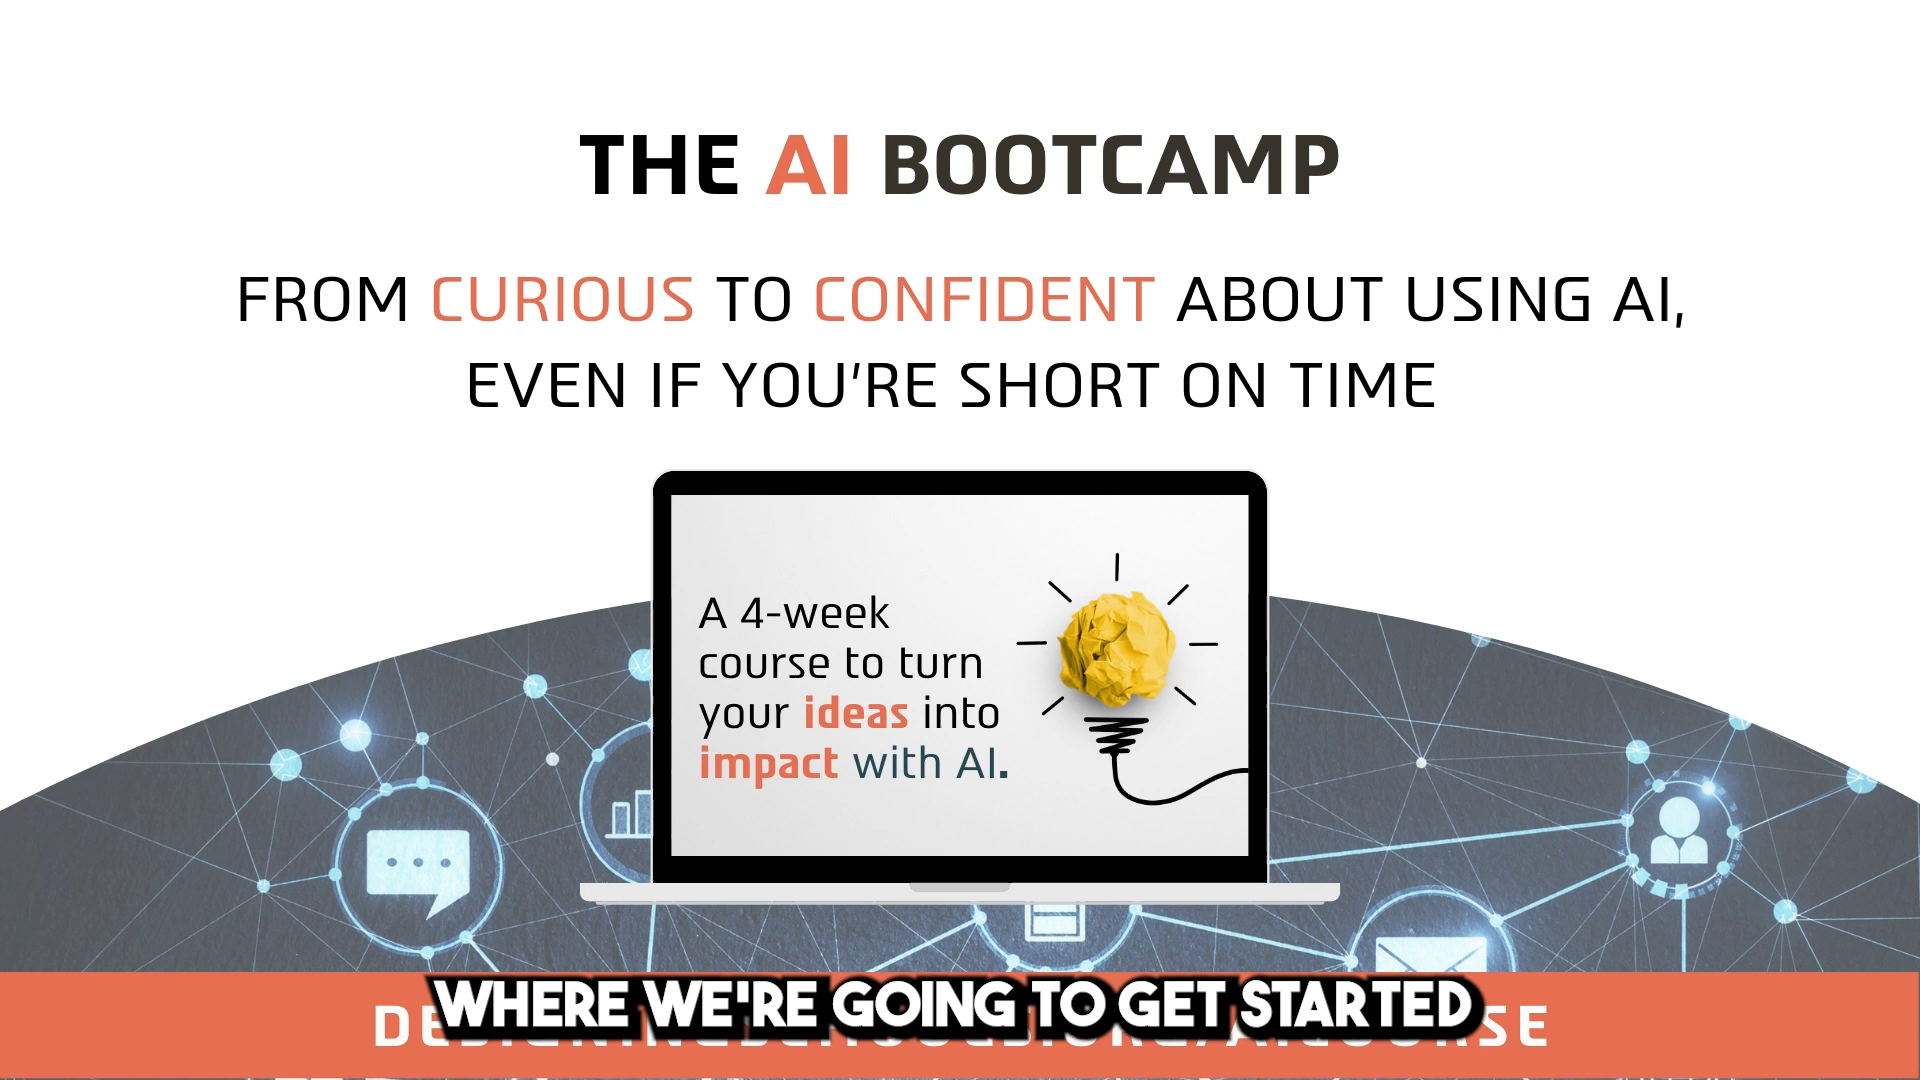 THE AI BOOTCAMP
FROM CURIOUS TO CONFIDENT ABOUT USING AI,
EVEN IF YOU'RE SHORT ON TIME
A 4-week
course to turn
your ideas into
impact with AI.
WHERE WE'RE GOING TO GET STARTED